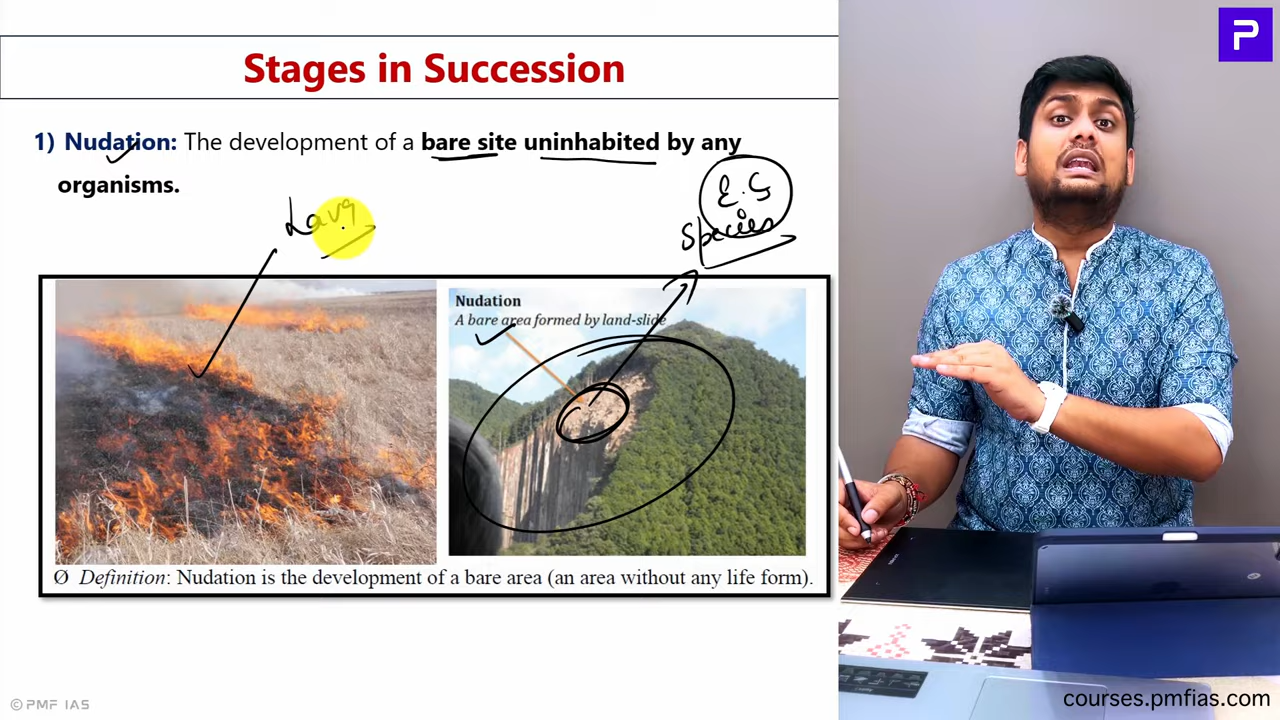 P
Stages in Succession
1) Nudation: The development of a bare site uninhabited by any
organisms.
Lava
E.G
Species
Nudation
A bare area formed by land-slide
Ø Definition: Nudation is the development of a bare area (an area without any life form).
© PMF IAS
courses.pmfias.com